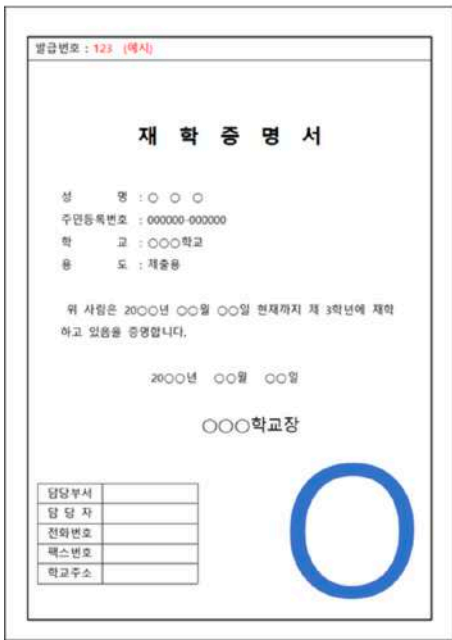 발급번호 : 123 (예시)
재 학 증 명 서
성 명 : ○ ○ ○
주민등록번호 : 000000-000000
학 교 : ○○○학교
용 도 : 제출용
위 사람은 20○○년 ○○월 ○○일 현재까지 제 3학년에 재학
하고 있음을 증명합니다.
20○○년 ○○월 ○○일
○○○학교장
담당부서
담 당 자
전화번호
팩스번호
학교주소